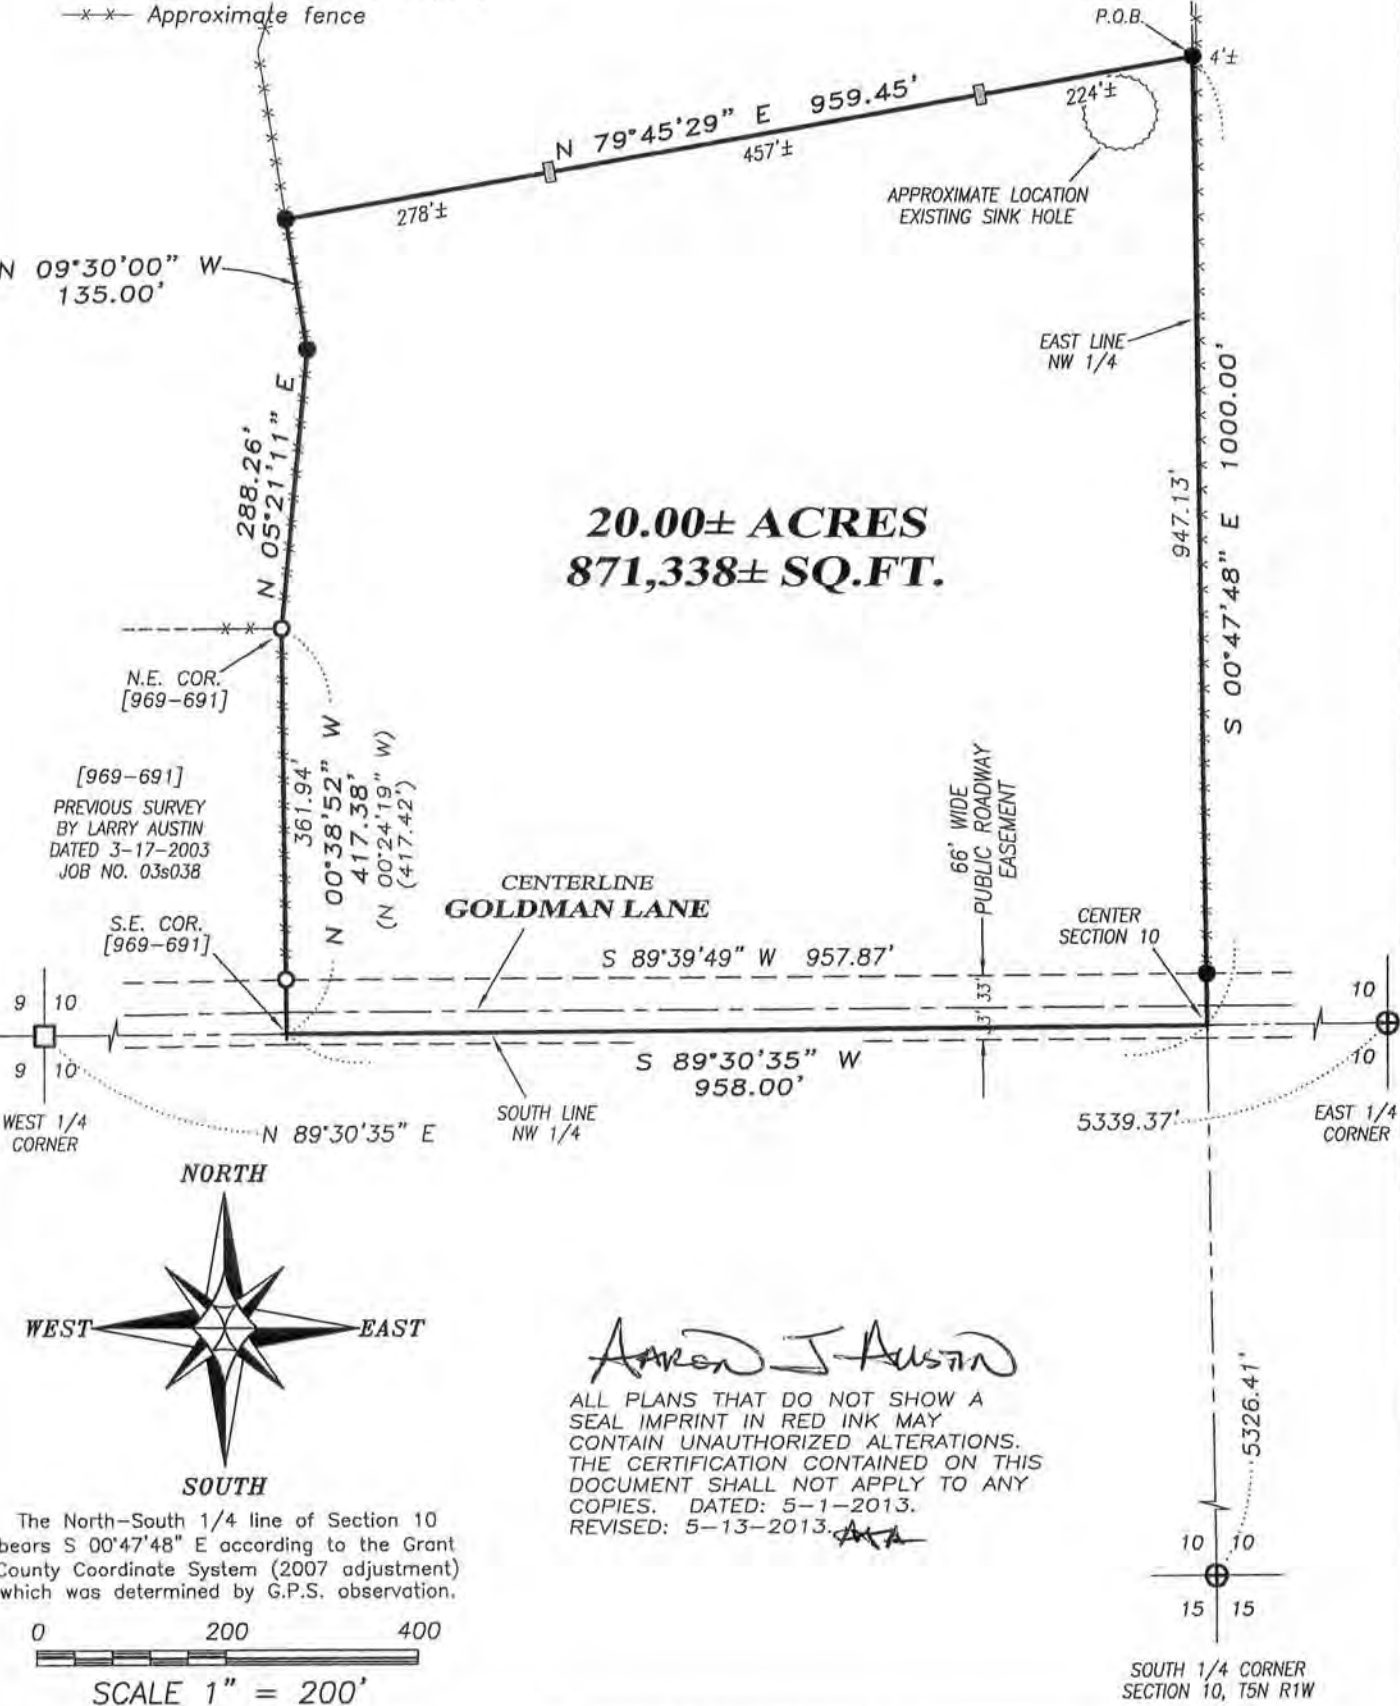 Approximate fence
P.O.B.
4'±
N 79°45'29" E 959.45'
224'±
457'±
278'±
APPROXIMATE LOCATION
EXISTING SINK HOLE
N 09°30'00" W
135.00'
EAST LINE
NW 1/4
288.26'
N 05°21'11" E
S 00°47'48" E 1000.00'
947.13'
20.00± ACRES
871,338± SQ.FT.
N.E. COR.
[969-691]
[969-691]
PREVIOUS SURVEY
BY LARRY AUSTIN
DATED 3-17-2003
JOB NO. 03s038
361.94'
N 00°38'52" W
417.38'
(N 00°24'19" W)
(417.42')
66' WIDE
PUBLIC ROADWAY
EASEMENT
CENTERLINE
GOLDMAN LANE
S.E. COR.
[969-691]
CENTER
SECTION 10
S 89°39'49" W 957.87'
33'
9 10
9 10
10
10
S 89°30'35" W
958.00'
WEST 1/4
CORNER
N 89°30'35" E
SOUTH LINE
NW 1/4
5339.37'
EAST 1/4
CORNER
NORTH
WEST
EAST
SOUTH
Aaron J Austin
ALL PLANS THAT DO NOT SHOW A
SEAL IMPRINT IN RED INK MAY
CONTAIN UNAUTHORIZED ALTERATIONS.
THE CERTIFICATION CONTAINED ON THIS
DOCUMENT SHALL NOT APPLY TO ANY
COPIES. DATED: 5-1-2013.
REVISED: 5-13-2013.
5326.41'
The North-South 1/4 line of Section 10
bears S 00°47'48" E according to the Grant
County Coordinate System (2007 adjustment)
which was determined by G.P.S. observation.
0 200 400
SCALE 1" = 200'
10 10
15 15
SOUTH 1/4 CORNER
SECTION 10, T5N R1W